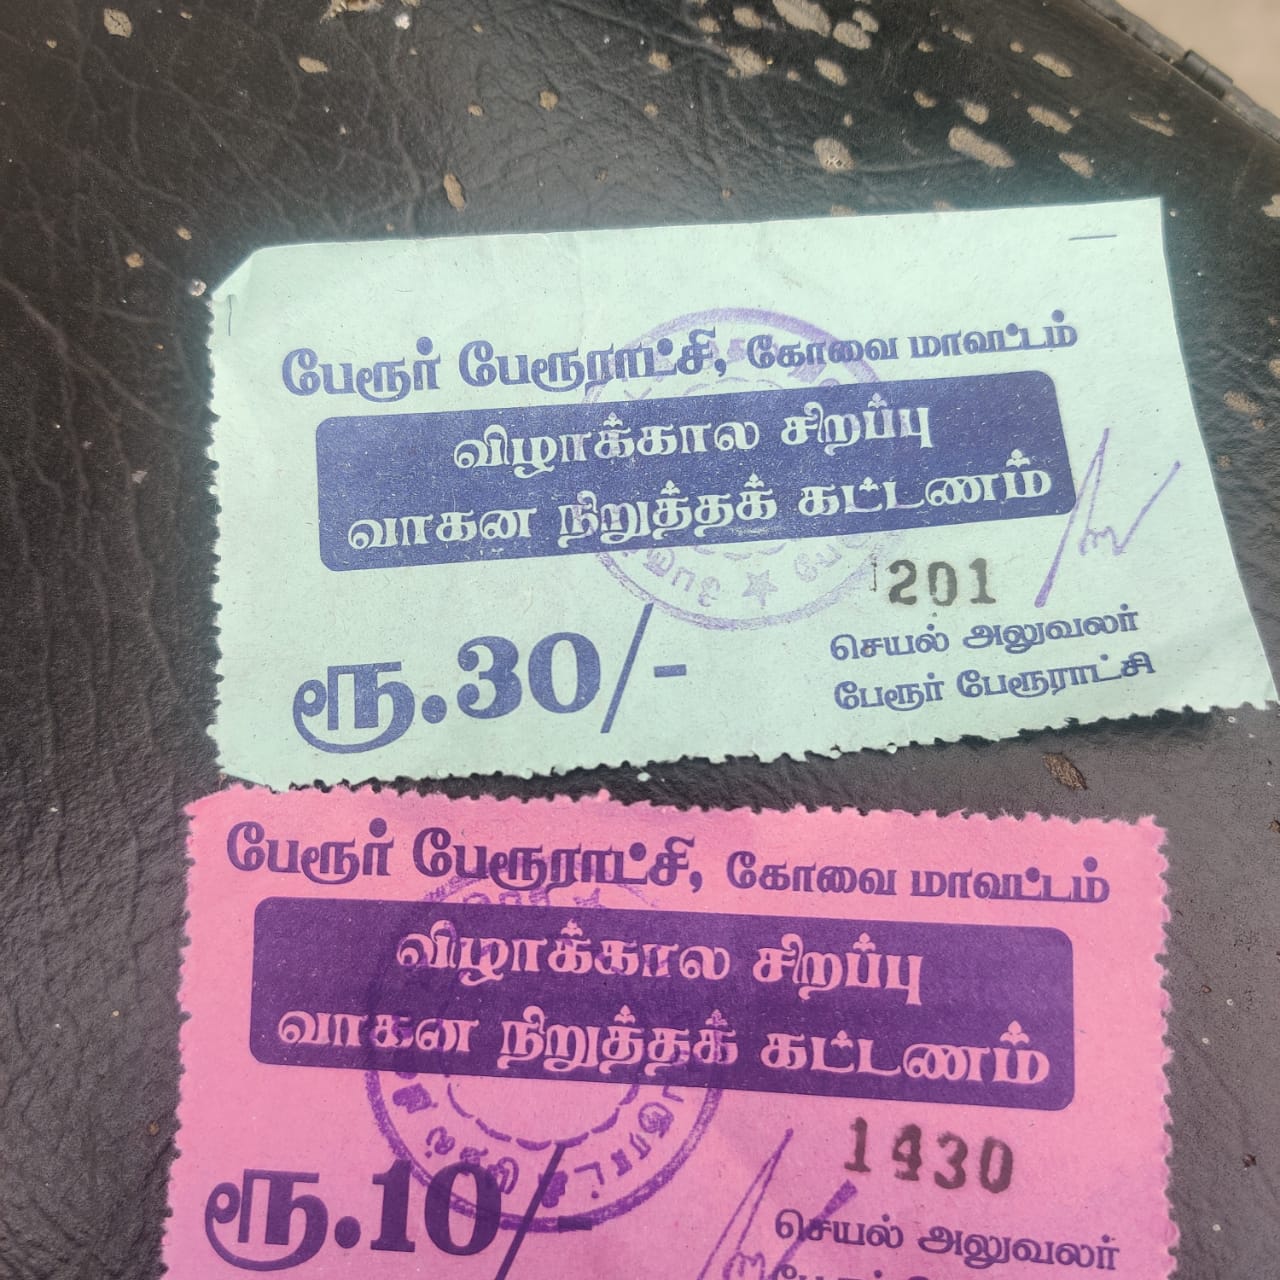 பேரூர் பேரூராட்சி, கோவை மாவட்டம்
விழாக்கால சிறப்பு
வாகன நிறுத்தக் கட்டணம்
201
ரூ.30/-
செயல் அலுவலர்
பேரூர் பேரூராட்சி
பேரூர் பேரூராட்சி, கோவை மாவட்டம்
விழாக்கால சிறப்பு
வாகன நிறுத்தக் கட்டணம்
1430
ரூ.10/-
செயல் அலுவலர்